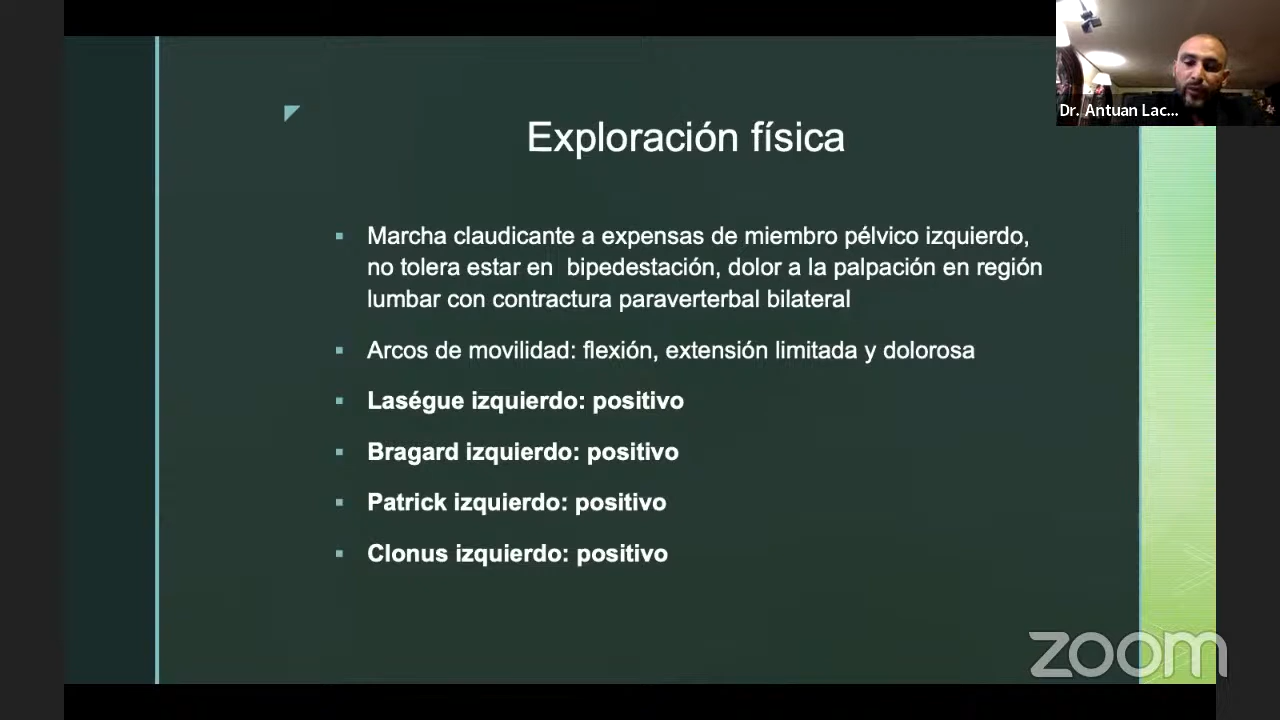 Dr. Antuan Lac...
Exploración física
▪ Marcha claudicante a expensas de miembro pélvico izquierdo,
no tolera estar en  bipedestación, dolor a la palpación en región
lumbar con contractura paraverterbal bilateral
▪ Arcos de movilidad: flexión, extensión limitada y dolorosa
▪ Laségue izquierdo: positivo
▪ Bragard izquierdo: positivo
▪ Patrick izquierdo: positivo
▪ Clonus izquierdo: positivo
zoom